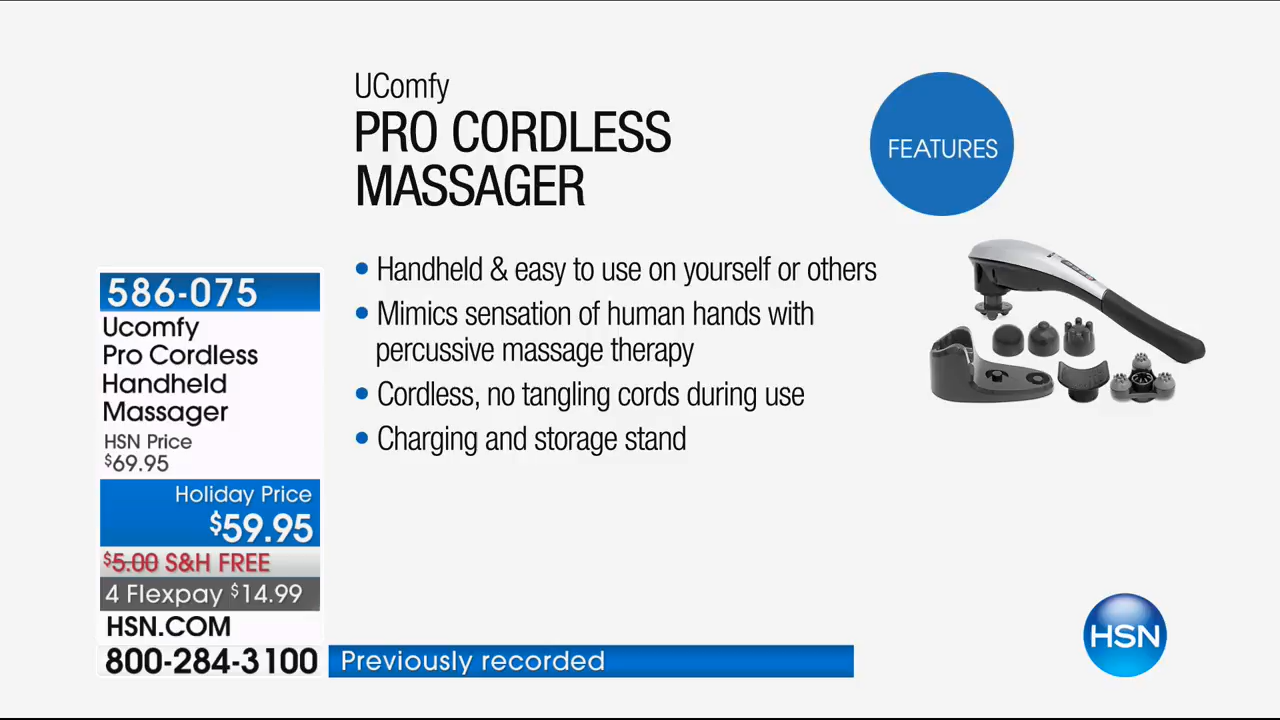 UComfy
PRO CORDLESS
MASSAGER
FEATURES
• Handheld & easy to use on yourself or others
• Mimics sensation of human hands with
percussive massage therapy
• Cordless, no tangling cords during use
• Charging and storage stand
586-075
Ucomfy
Pro Cordless
Handheld
Massager
HSN Price
$69.95
Holiday Price
$59.95
$5.00 S&H FREE
4 Flexpay $14.99
HSN.COM
800-284-3100
Previously recorded
HSN